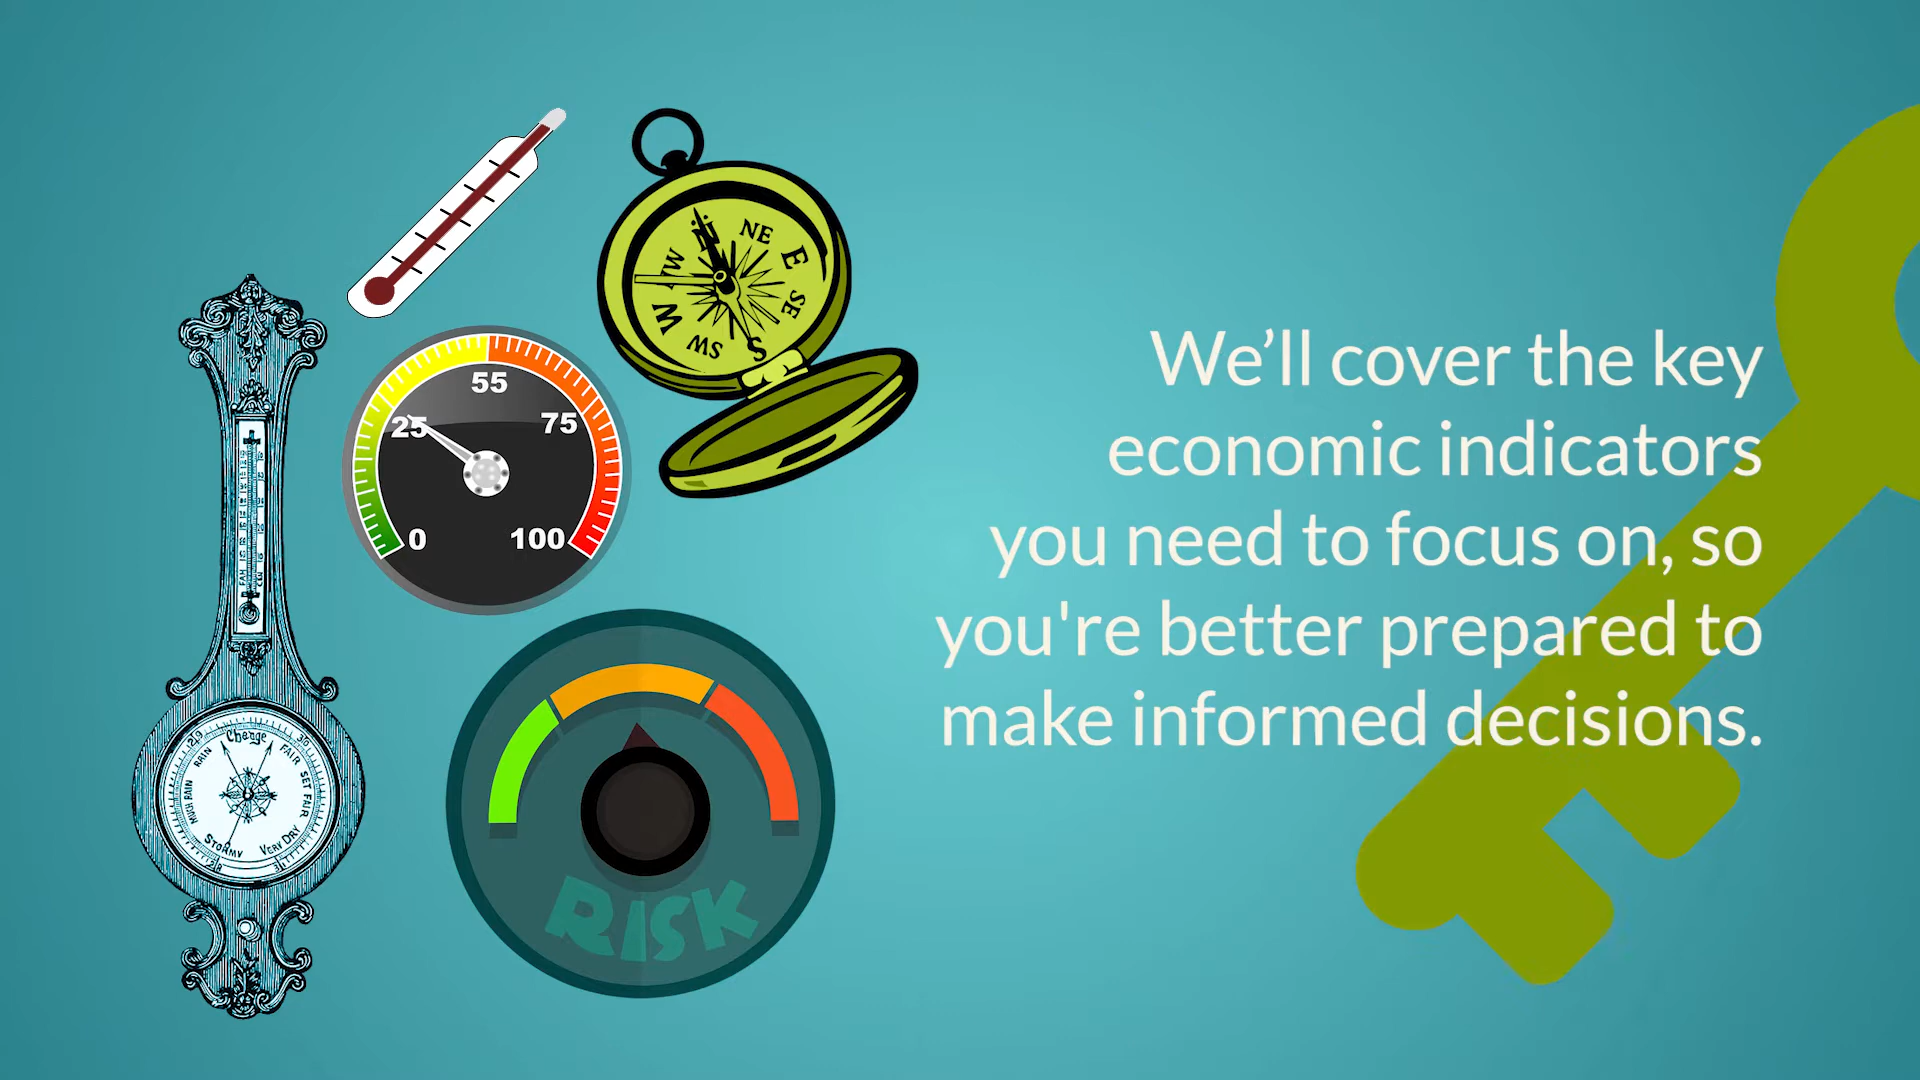 We’ll cover the key
economic indicators
you need to focus on, so
you're better prepared to
make informed decisions.
N
NE
E
SE
S
SW
W
55
25
75
0
100
Change
RAIN
FAIR
MUCH RAIN
SET FAIR
STORMY
VERY DRY
RISK